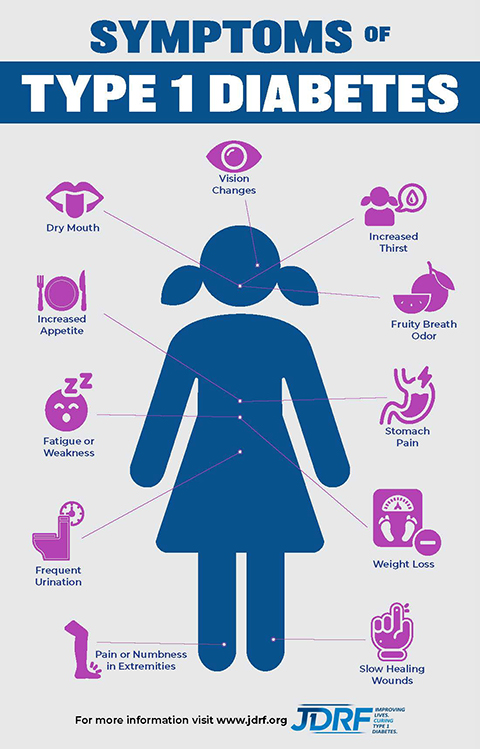 SYMPTOMS OF
TYPE 1 DIABETES
Vision
Changes
Dry Mouth
Increased
Thirst
Increased
Appetite
Fruity Breath
Odor
Fatigue or
Weakness
Stomach
Pain
Frequent
Urination
Weight Loss
Pain or Numbness
in Extremities
Slow Healing
Wounds
For more information visit www.jdrf.org
JDRF
IMPROVING
LIVES.
CURING
TYPE 1
DIABETES.